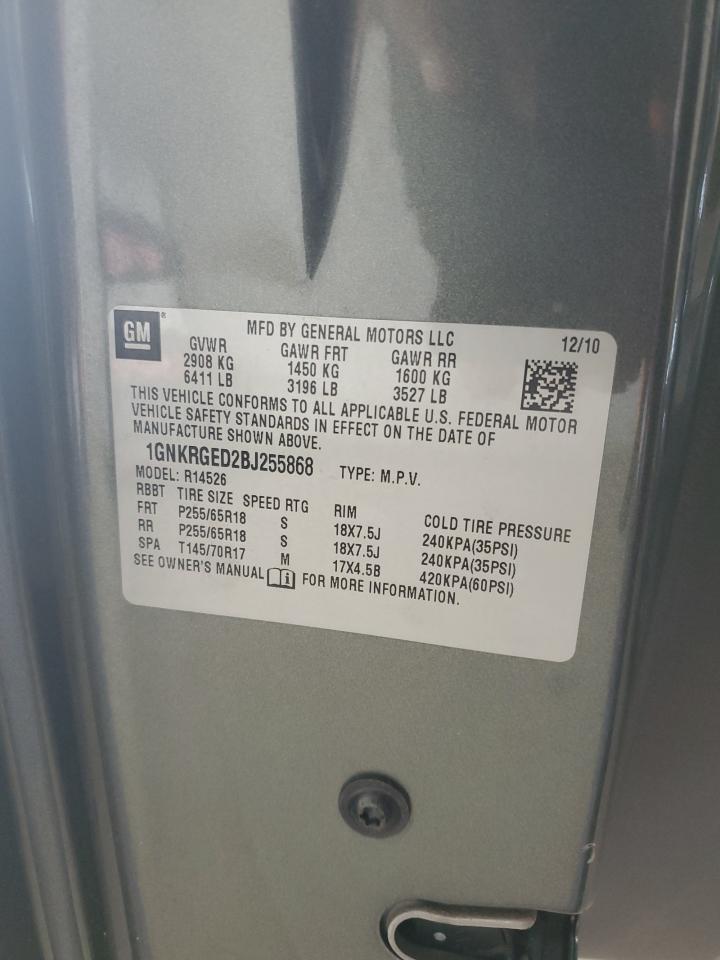 GM ®
MFD BY GENERAL MOTORS LLC 12/10
GVWR GAWR FRT GAWR RR
2908 KG 1450 KG 1600 KG
6411 LB 3196 LB 3527 LB
THIS VEHICLE CONFORMS TO ALL APPLICABLE U.S. FEDERAL MOTOR
VEHICLE SAFETY STANDARDS IN EFFECT ON THE DATE OF
MANUFACTURE SHOWN ABOVE.
1GNKRGED2BJ255868 TYPE: M.P.V.
MODEL: R14526
RBBT TIRE SIZE SPEED RTG RIM COLD TIRE PRESSURE
FRT P255/65R18 S 18X7.5J 240KPA(35PSI)
RR P255/65R18 S 18X7.5J 240KPA(35PSI)
SPA T145/70R17 M 17X4.5B 420KPA(60PSI)
SEE OWNER'S MANUAL i FOR MORE INFORMATION.